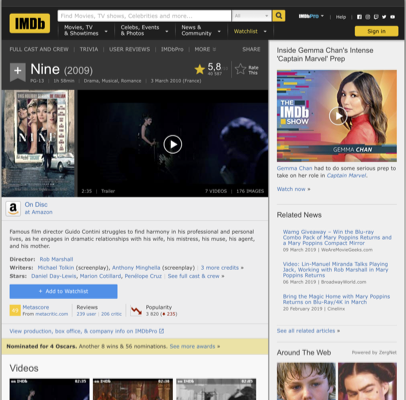 IMDb
Find Movies, TV shows, Celebrities and more...
All
IMDbPro
Help
Movies, TV
& Showtimes
Celebs, Events
& Photos
News &
Community
Watchlist
Sign in
FULL CAST AND CREW | TRIVIA | USER REVIEWS | IMDbPro | MORE
SHARE
Nine (2009)
PG-13 | 1h 58min | Drama, Musical, Romance | 3 March 2010 (France)
5,8
Rate
This
NINE
2:35 | Trailer
7 VIDEOS | 176 IMAGES
On Disc
at Amazon
Famous film director Guido Contini struggles to find harmony in his professional and personal
lives, as he engages in dramatic relationships with his wife, his mistress, his muse, his agent,
and his mother.
Director: Rob Marshall
Writers: Michael Tolkin (screenplay), Anthony Minghella (screenplay) | 3 more credits »
Stars: Daniel Day-Lewis, Marion Cotillard, Penélope Cruz | See full cast & crew »
+ Add to Watchlist
Metascore
From metacritic.com
Reviews
239 user | 206 critic
Popularity
View production, box office, & company info on IMDbPro
Nominated for 4 Oscars. Another 8 wins & 56 nominations. See more awards »
Videos
Inside Gemma Chan's Intense
'Captain Marvel' Prep
THE
IMDb
SHOW
GEMMA CHAN
Gemma Chan had to do some serious prep
to take on her role in Captain Marvel.
Watch now »
Related News
Wamg Giveaway – Win the Blu-ray
Combo Pack of Mary Poppins Returns
and a Mary Poppins Compact Mirror
09 March 2019 | WeAreMovieGeeks.com
Video: Lin-Manuel Miranda Talks Playing
Jack, Working with Rob Marshall in Mary
Poppins Returns
06 March 2019 | BroadwayWorld.com
Bring the Magic Home with Mary Poppins
Returns on Blu-Ray/4K in March
20 February 2019 | Cinelinx
See all related articles »
Around The Web
Powered by ZergNet